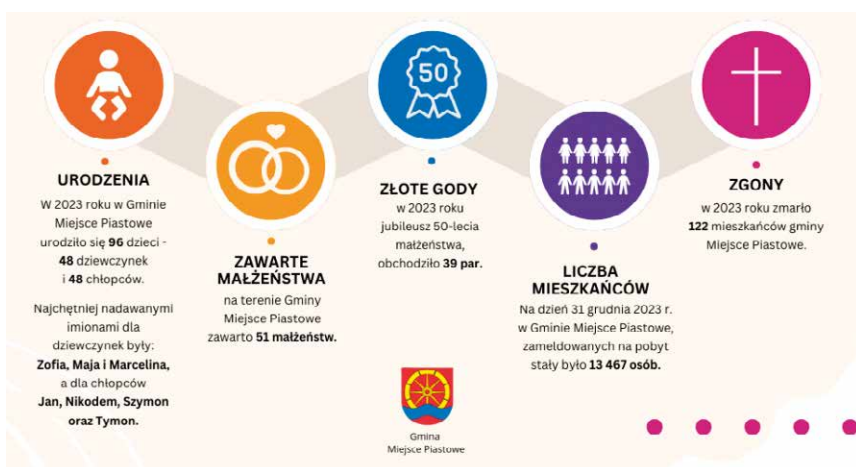 URODZENIA
W 2023 roku w Gminie
Miejsce Piastowe
urodziło się 96 dzieci -
48 dziewczynek
i 48 chłopców.
Najchętniej nadawanymi
imionami dla
dziewczynek były:
Zofia, Maja i Marcelina,
a dla chłopców
Jan, Nikodem, Szymon
oraz Tymon.
ZAWARTE
MAŁŻEŃSTWA
na terenie Gminy
Miejsce Piastowe
zawarto 51 małżeństw.
50
ZŁOTE GODY
w 2023 roku
jubileusz 50-lecia
małżeństwa,
obchodziło 39 par.
LICZBA
MIESZKAŃCÓW
Na dzień 31 grudnia 2023 r.
w Gminie Miejsce Piastowe,
zameldowanych na pobyt
stały było 13 467 osób.
ZGONY
w 2023 roku zmarło
122 mieszkańców gminy
Miejsce Piastowe.
Gmina
Miejsce Piastowe